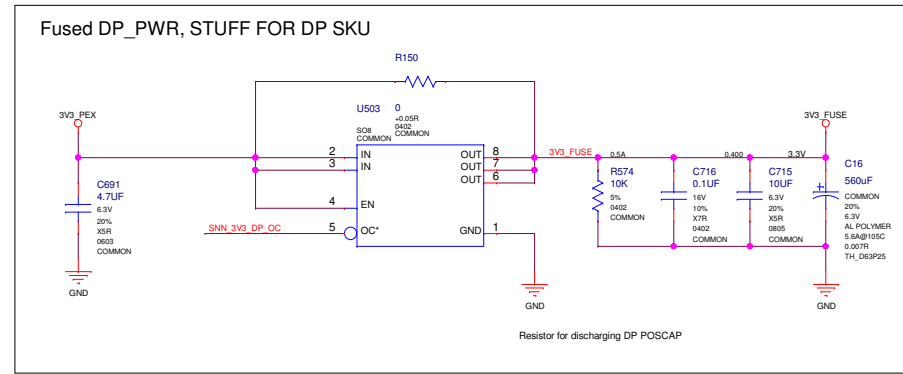 Fused DP_PWR, STUFF FOR DP SKU
R150
U503
0
+0.05R
0402
COMMON
SO8
COMMON
3V3_PEX
3V3_FUSE
2
IN
3
IN
4
EN
5
OC*
OUT
8
OUT
7
OUT
6
GND
1
SNN_3V3_DP_OC
3V3_FUSE
0.5A
0.400
3.3V
C691
4.7UF
6.3V
20%
X5R
0603
COMMON
GND
GND
R574
10K
5%
0402
COMMON
C716
0.1UF
16V
10%
X7R
0402
COMMON
C715
10UF
6.3V
20%
X5R
0805
COMMON
C16
560uF
COMMON
20%
6.3V
AL POLYMER
5.6A@105C
0.007R
TH_D63P25
GND
Resistor for discharging DP POSCAP